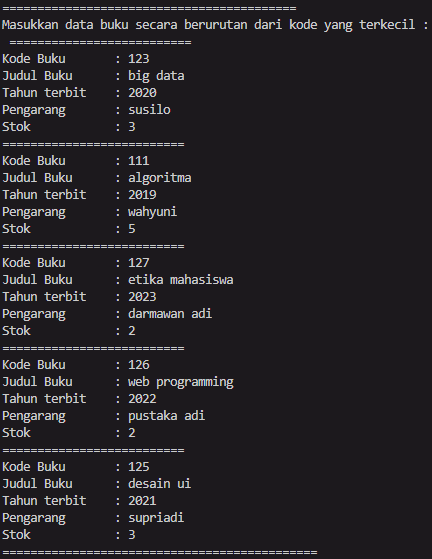 ==========================================
Masukkan data buku secara berurutan dari kode yang terkecil :
==========================
Kode Buku : 123
Judul Buku : big data
Tahun terbit : 2020
Pengarang : susilo
Stok : 3
==========================
Kode Buku : 111
Judul Buku : algoritma
Tahun terbit : 2019
Pengarang : wahyuni
Stok : 5
==========================
Kode Buku : 127
Judul Buku : etika mahasiswa
Tahun terbit : 2023
Pengarang : darmawan adi
Stok : 2
==========================
Kode Buku : 126
Judul Buku : web programming
Tahun terbit : 2022
Pengarang : pustaka adi
Stok : 2
==========================
Kode Buku : 125
Judul Buku : desain ui
Tahun terbit : 2021
Pengarang : supriadi
Stok : 3
=============================================